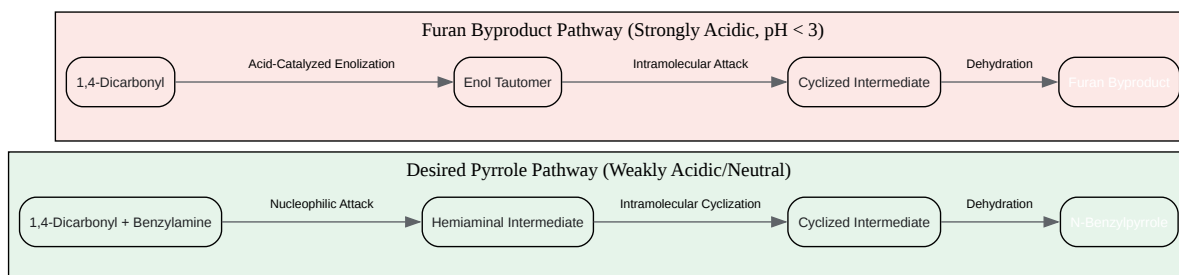 Furan Byproduct Pathway (Strongly Acidic, pH < 3)
1,4-Dicarbonyl
Acid-Catalyzed Enolization
Enol Tautomer
Intramolecular Attack
Cyclized Intermediate
Dehydration
Furan Byproduct
Desired Pyrrole Pathway (Weakly Acidic/Neutral)
1,4-Dicarbonyl + Benzylamine
Nucleophilic Attack
Hemiaminal Intermediate
Intramolecular Cyclization
Cyclized Intermediate
Dehydration
N-Benzylpyrrole